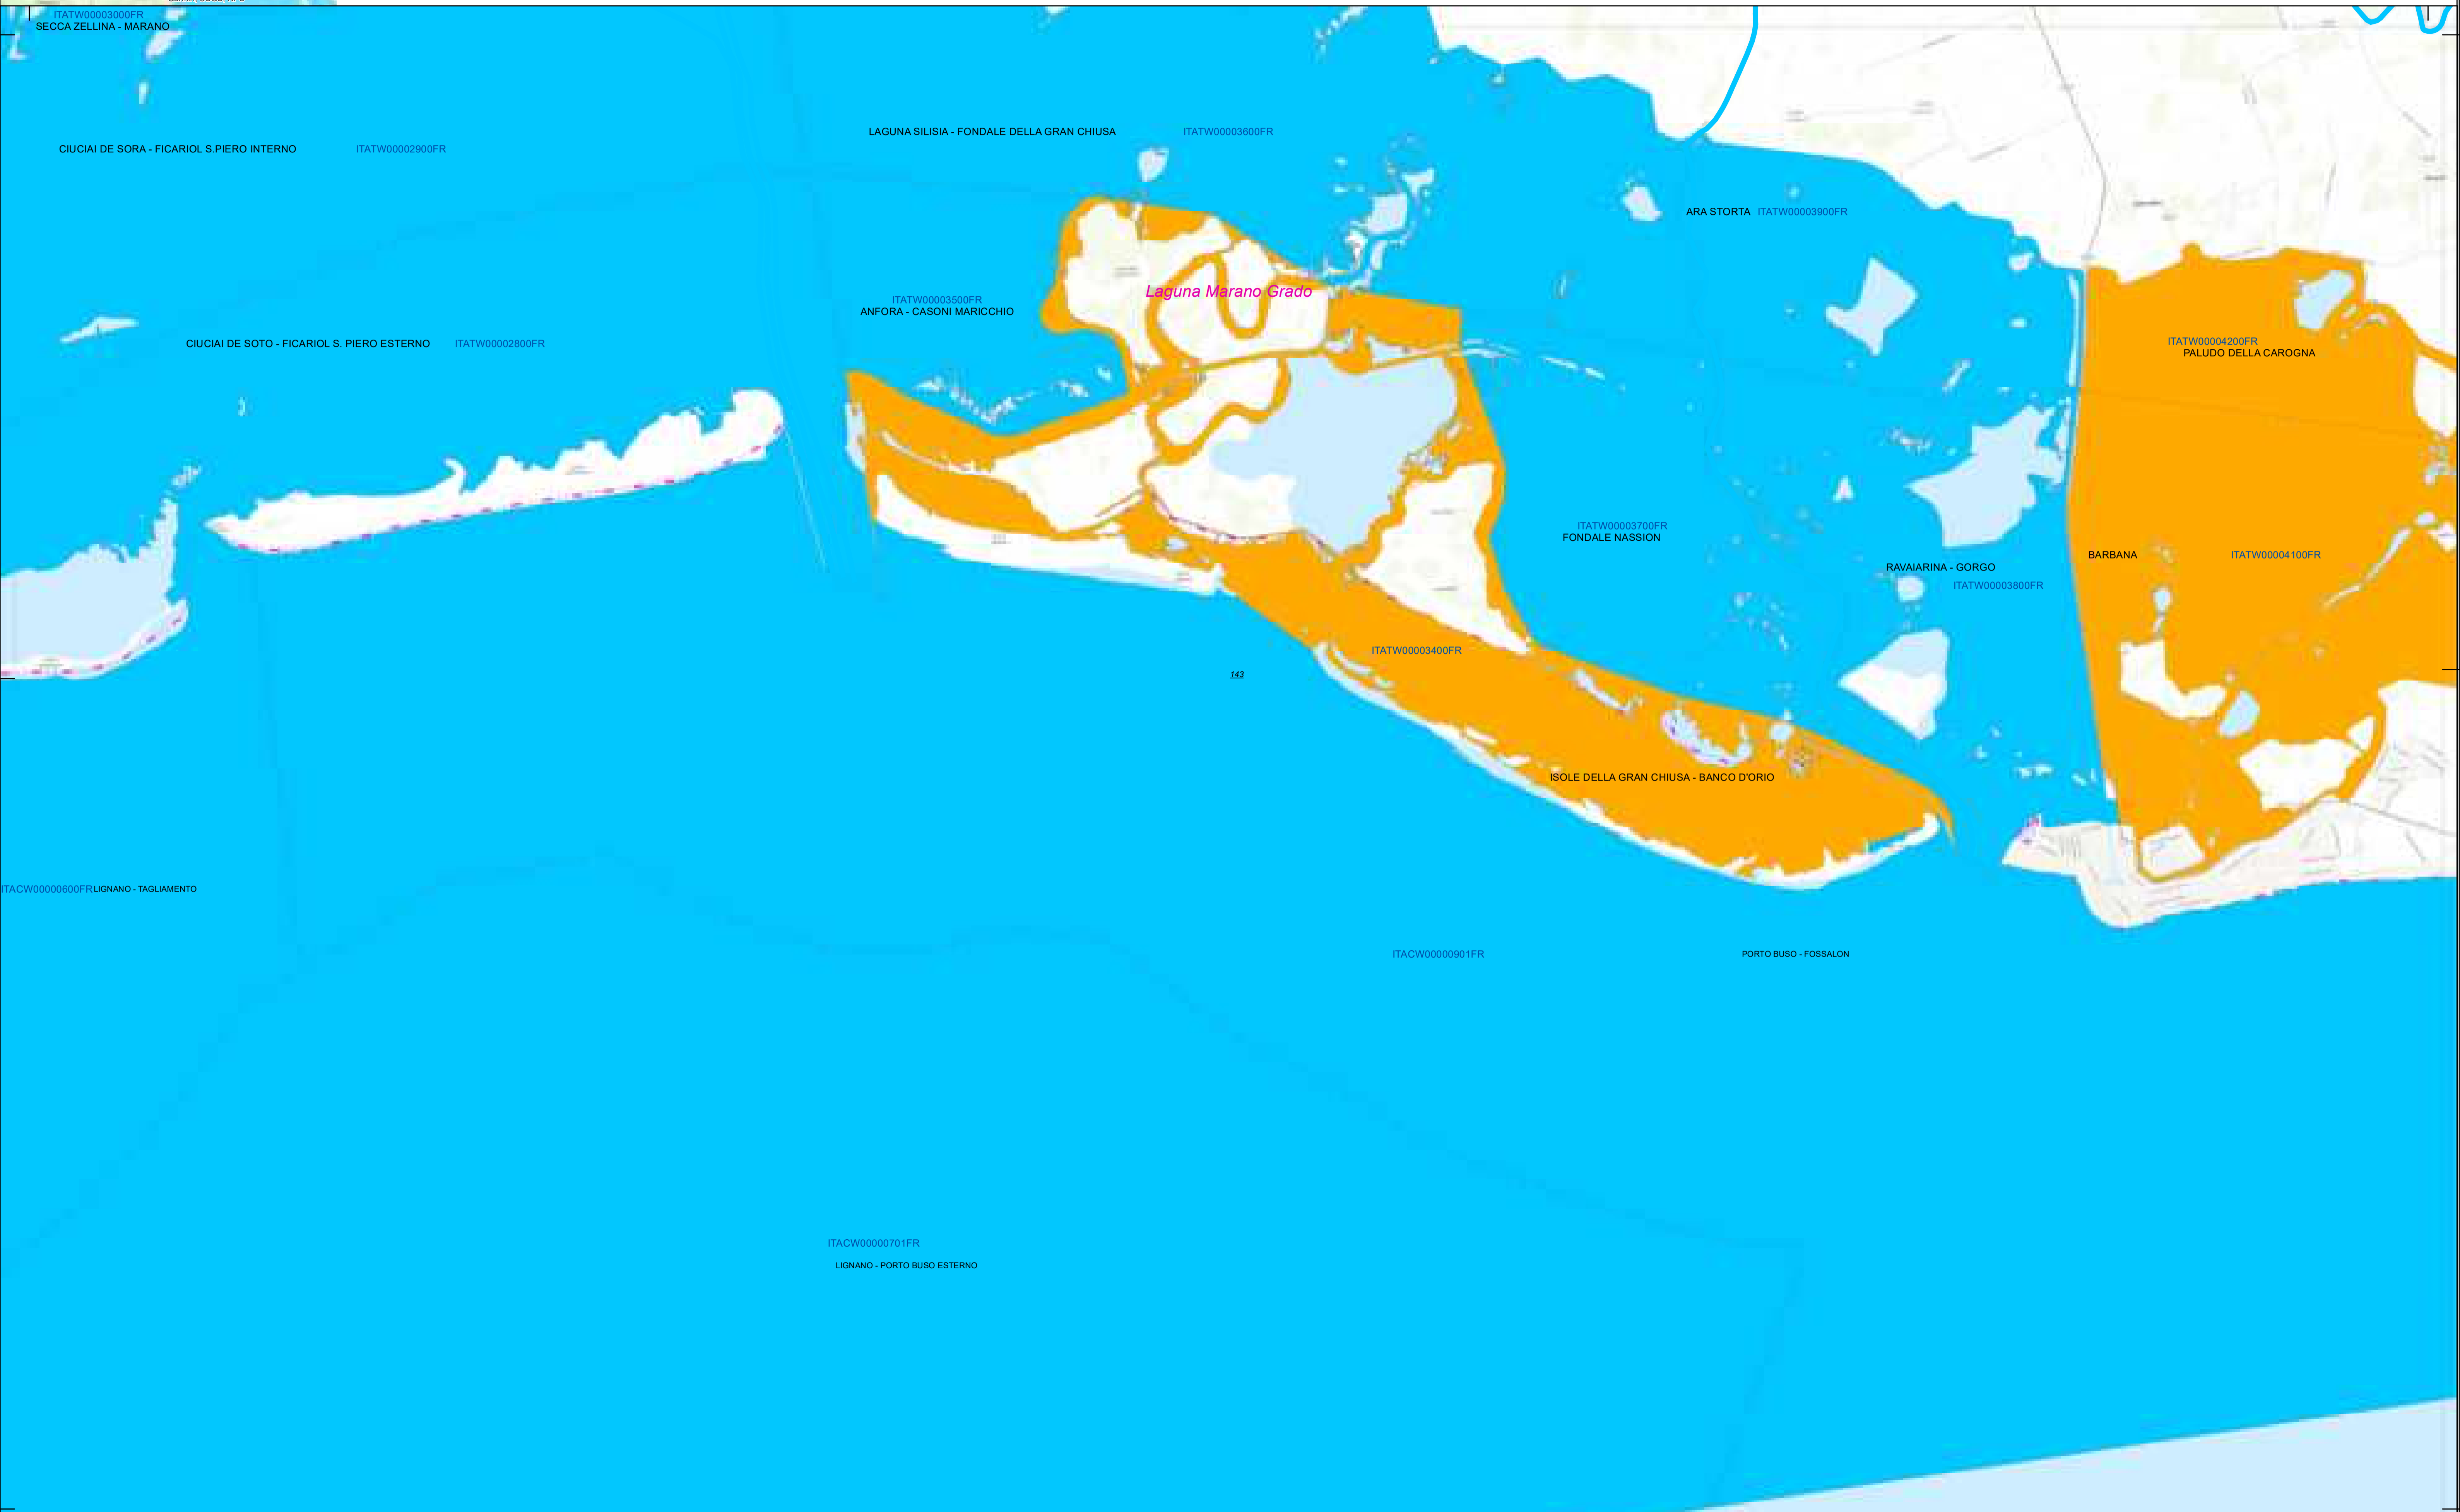 ITATW00003000FR
SECCA ZELLINA - MARANO
LAGUNA SILISIA - FONDALE DELLA GRAN CHIUSA ITATW00003600FR
CIUCIAI DE SORA - FICARIOL S.PIERO INTERNO ITATW00002900FR
ARA STORTA ITATW00003900FR
Laguna Marano Grado
ITATW00003500FR
ANFORA - CASONI MARICCHIO
CIUCIAI DE SOTO - FICARIOL S. PIERO ESTERNO ITATW00002800FR
ITATW00004200FR
PALUDO DELLA CAROGNA
ITATW00003700FR
FONDALE NASSION
BARBANA ITATW00004100FR
RAVAIARINA - GORGO
ITATW00003800FR
ITATW00003400FR
143
ISOLE DELLA GRAN CHIUSA - BANCO D'ORIO
ITACW00000600FR LIGNANO - TAGLIAMENTO
ITACW00000901FR PORTO BUSO - FOSSALON
ITACW00000701FR
LIGNANO - PORTO BUSO ESTERNO